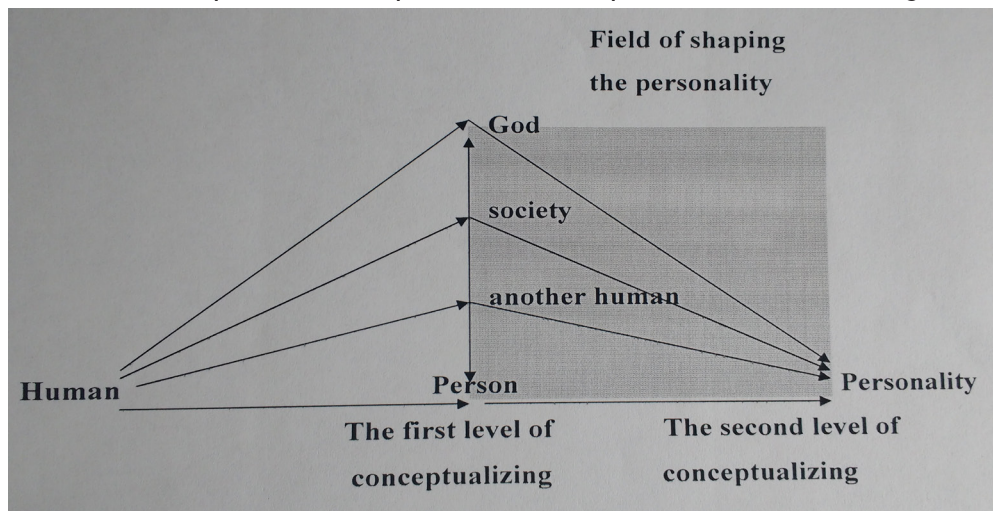 Field of shaping
the personality
God
society
another human
Human
Person
Personality
The first level of
conceptualizing
The second level of
conceptualizing